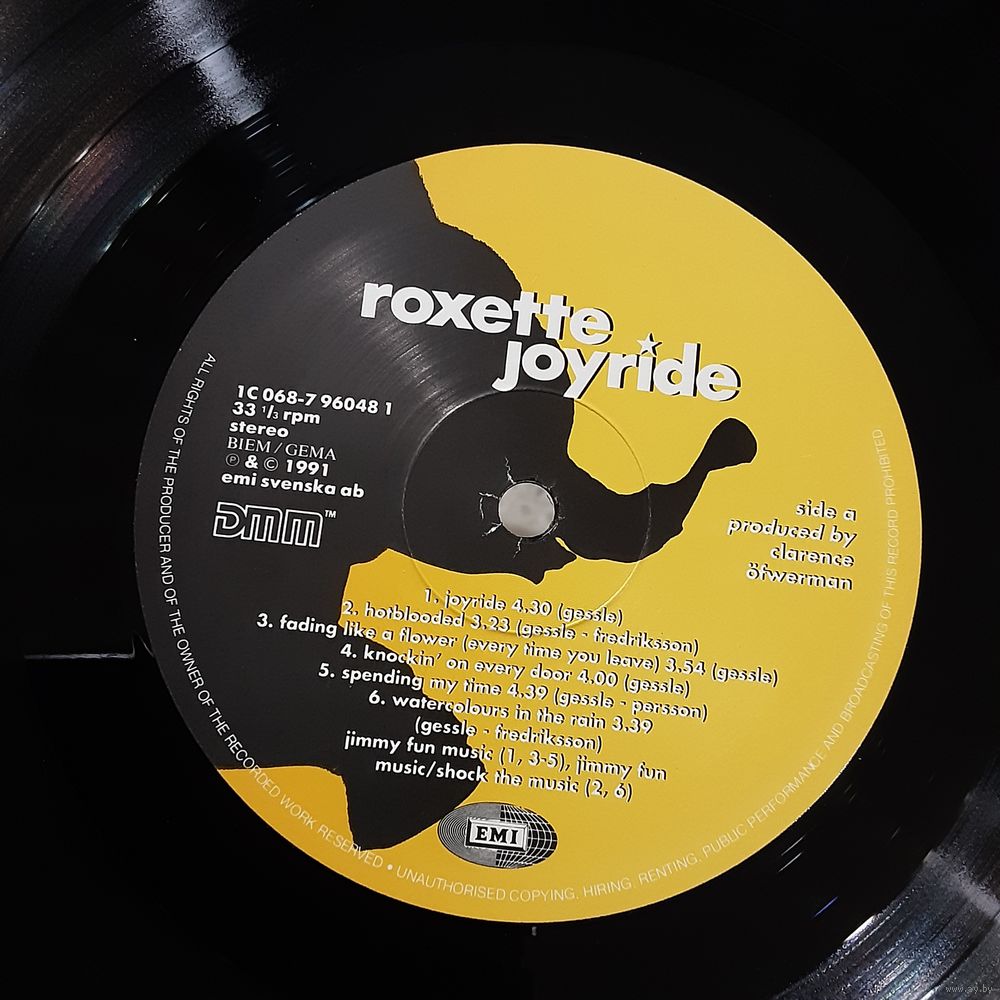 roxette
joyride
1C 068-7 96048 1
33 1/3 rpm
stereo
BIEM / GEMA
℗ & © 1991
emi svenska ab
DMM™
side a
produced by
clarence
öfwerman
1. joyride 4.30 (gessle)
2. hotblooded 3.23 (gessle - fredriksson)
3. fading like a flower (every time you leave) 3.54 (gessle)
4. knockin' on every door 4.00 (gessle)
5. spending my time 4.39 (gessle - persson)
6. watercolours in the rain 3.39
(gessle - fredriksson)
jimmy fun music (1, 3-5), jimmy fun
music/shock the music (2, 6)
EMI
ALL RIGHTS OF THE PRODUCER AND OF THE OWNER OF THE RECORDED WORK RESERVED • UNAUTHORISED COPYING, HIRING, RENTING, PUBLIC PERFORMANCE AND BROADCASTING OF THIS RECORD PROHIBITED.
www.ay.by